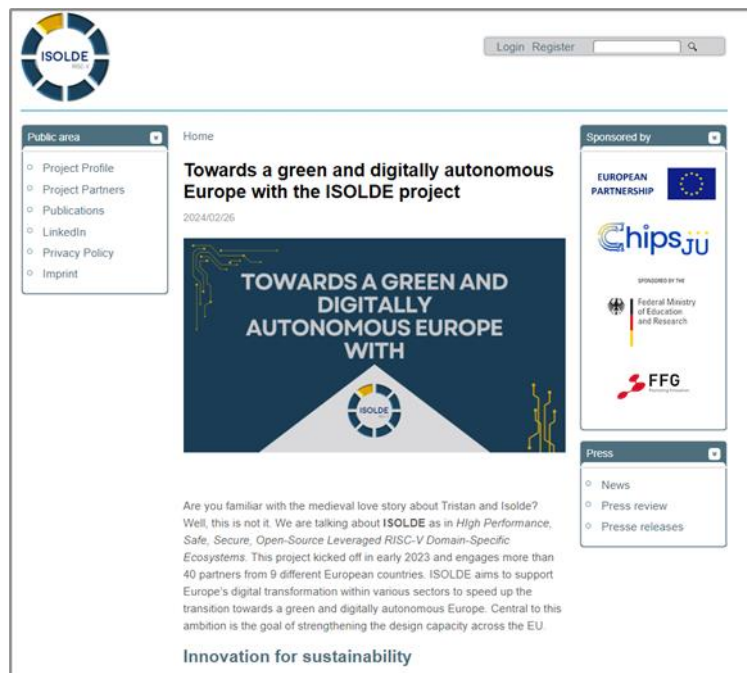 ISOLDE
RISC-V
Login Register
Public area
Project Profile
Project Partners
Publications
LinkedIn
Privacy Policy
Imprint
Home
Towards a green and digitally autonomous
Europe with the ISOLDE project
2024/02/26
TOWARDS A GREEN AND
DIGITALLY
AUTONOMOUS EUROPE
WITH
ISOLDE
Are you familiar with the medieval love story about Tristan and Isolde?
Well, this is not it. We are talking about ISOLDE as in HIgh Performance,
Safe, Secure, Open-Source Leveraged RISC-V Domain-Specific
Ecosystems. This project kicked off in early 2023 and engages more than
40 partners from 9 different European countries. ISOLDE aims to support
Europe's digital transformation within various sectors to speed up the
transition towards a green and digitally autonomous Europe. Central to this
ambition is the goal of strengthening the design capacity across the EU.
Innovation for sustainability
Sponsored by
EUROPEAN
PARTNERSHIP
Chips JU
SPONSORED BY THE
Federal Ministry
of Education
and Research
FFG
Press
News
Press review
Presse releases